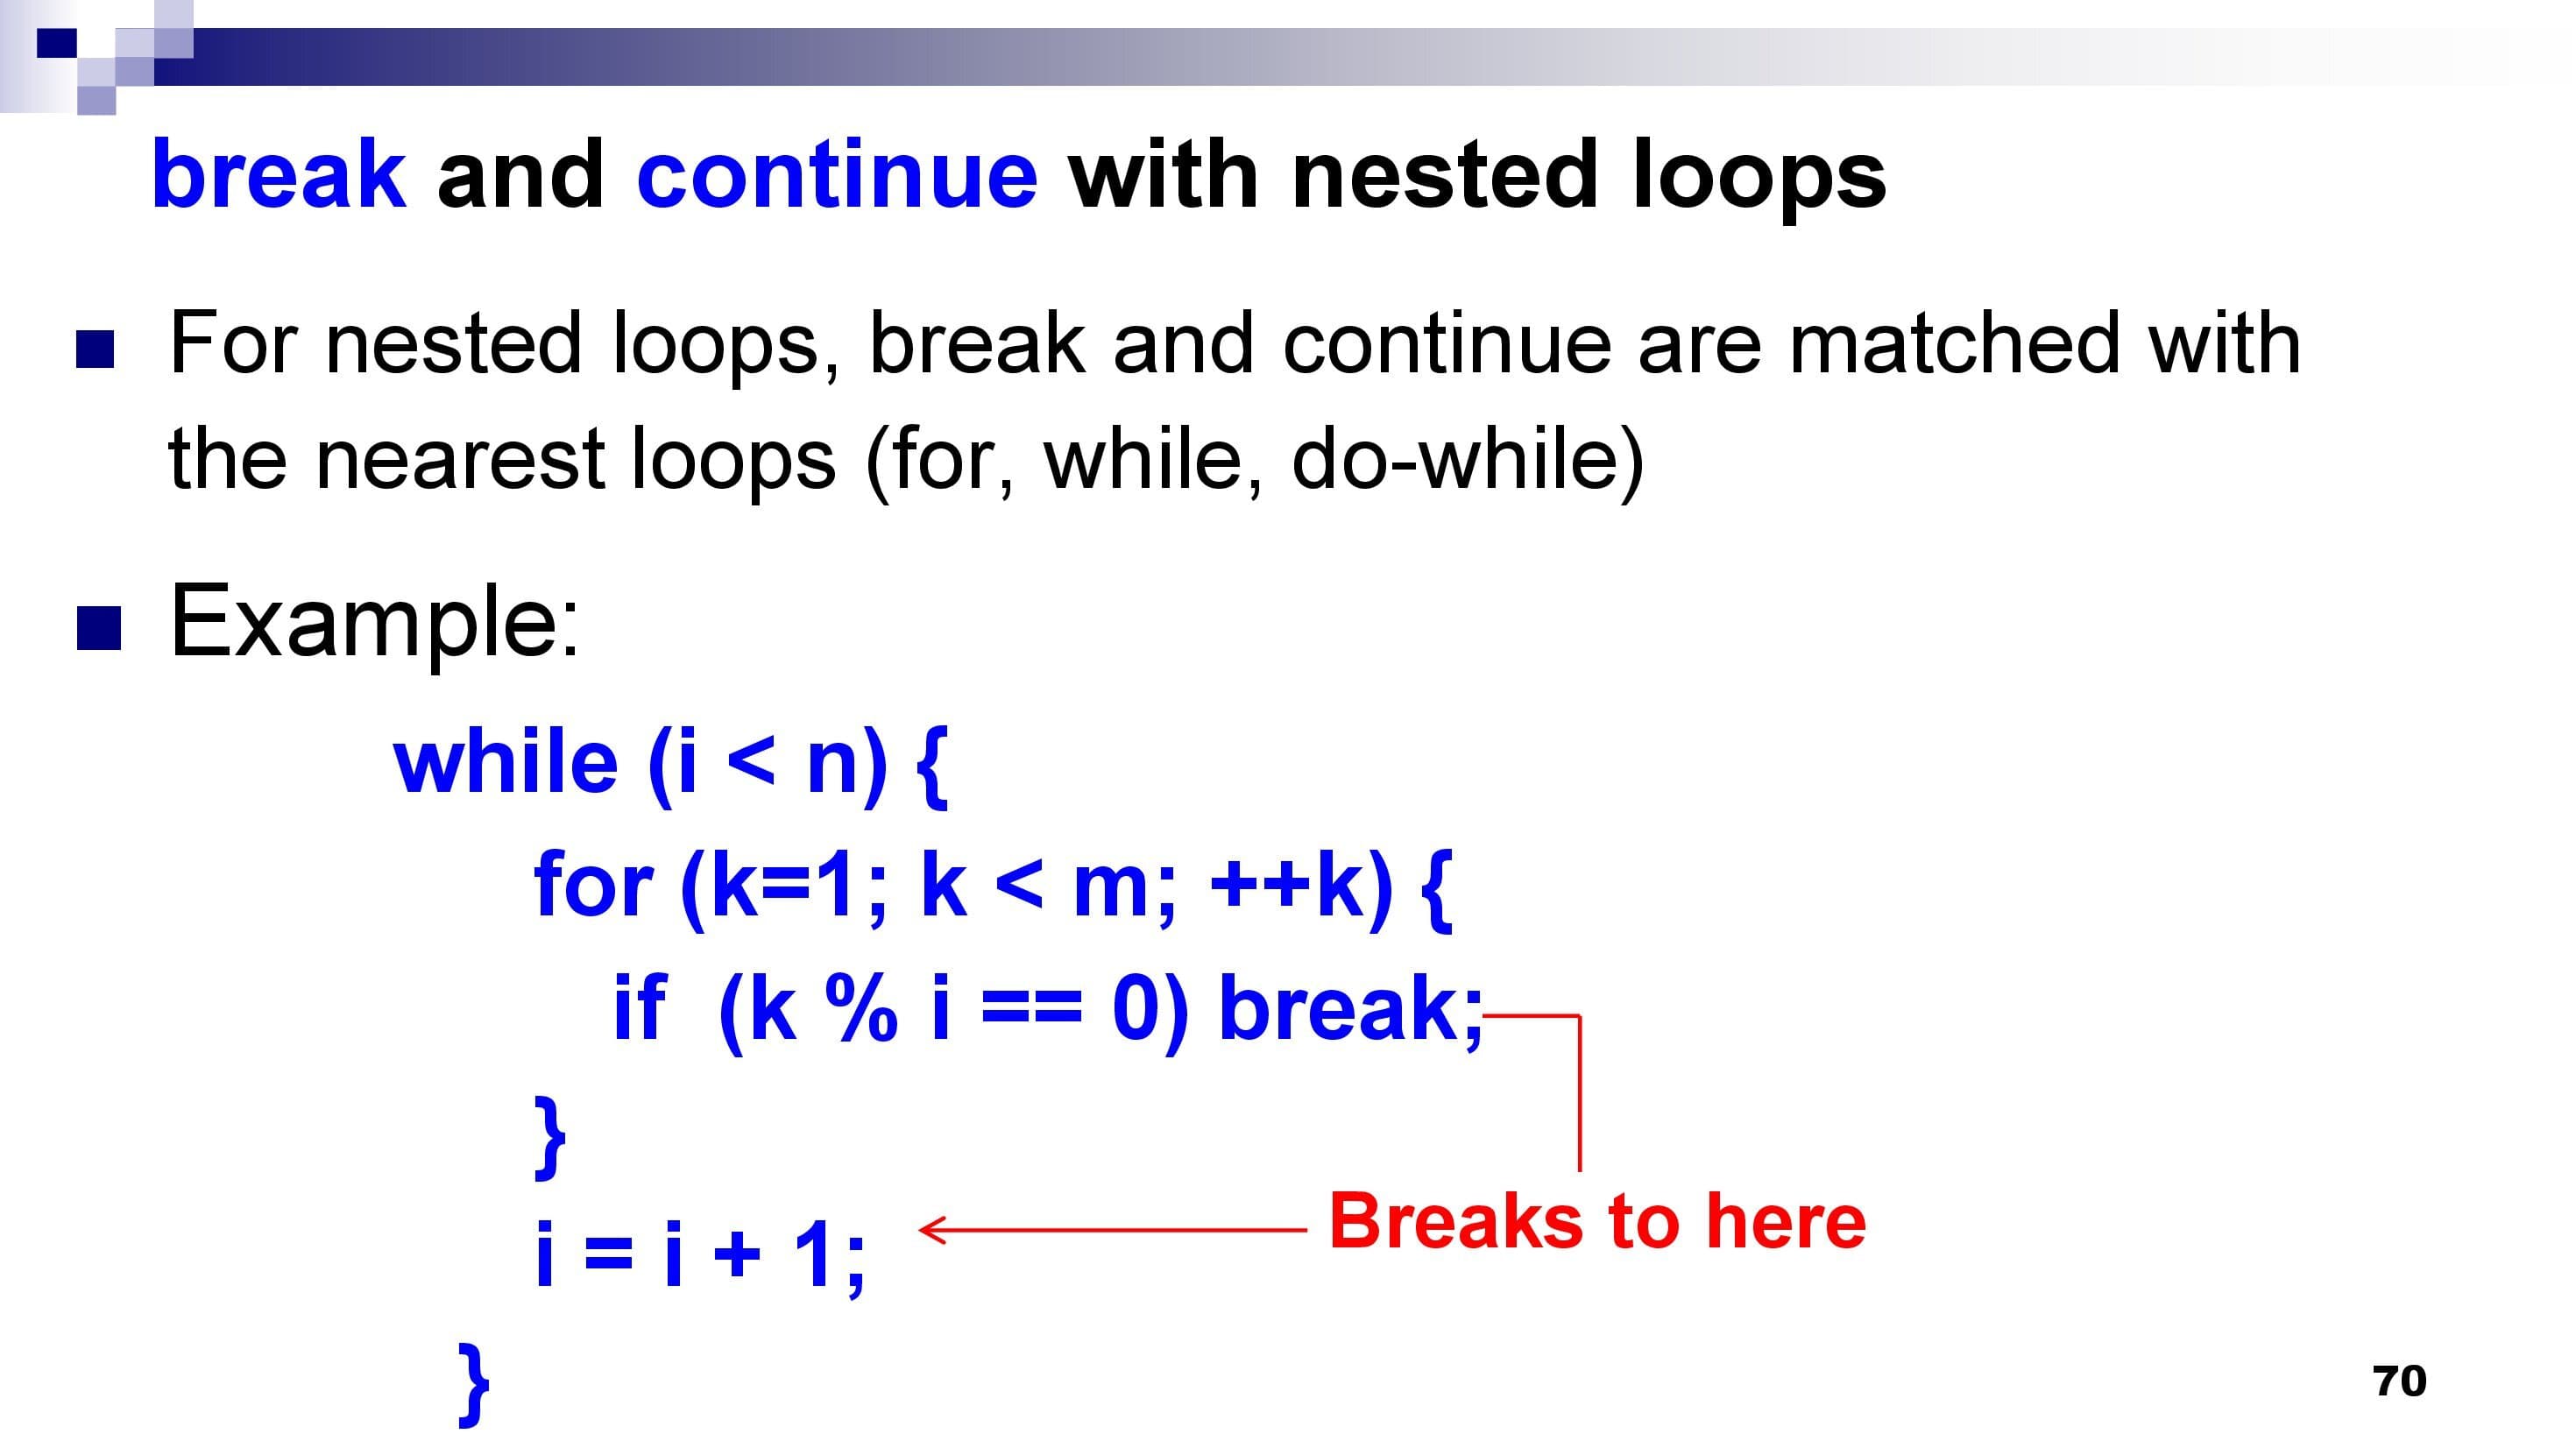 break and continue with nested loops
For nested loops, break and continue are matched with
the nearest loops (for, while, do-while)
Example:
while (i < n) {
for (k=1; k < m; ++k) {
if (k % i == 0) break;
}
i = i + 1;
Breaks to here
}
70